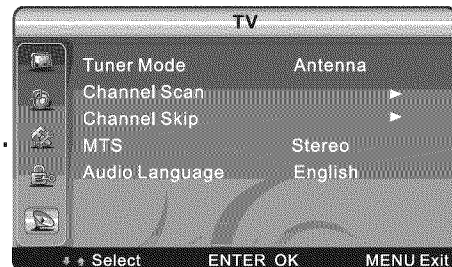 TV
Tuner Mode Antenna
Channel Scan
Channel Skip
MTS Stereo
Audio Language English
Select ENTER OK MENU Exit